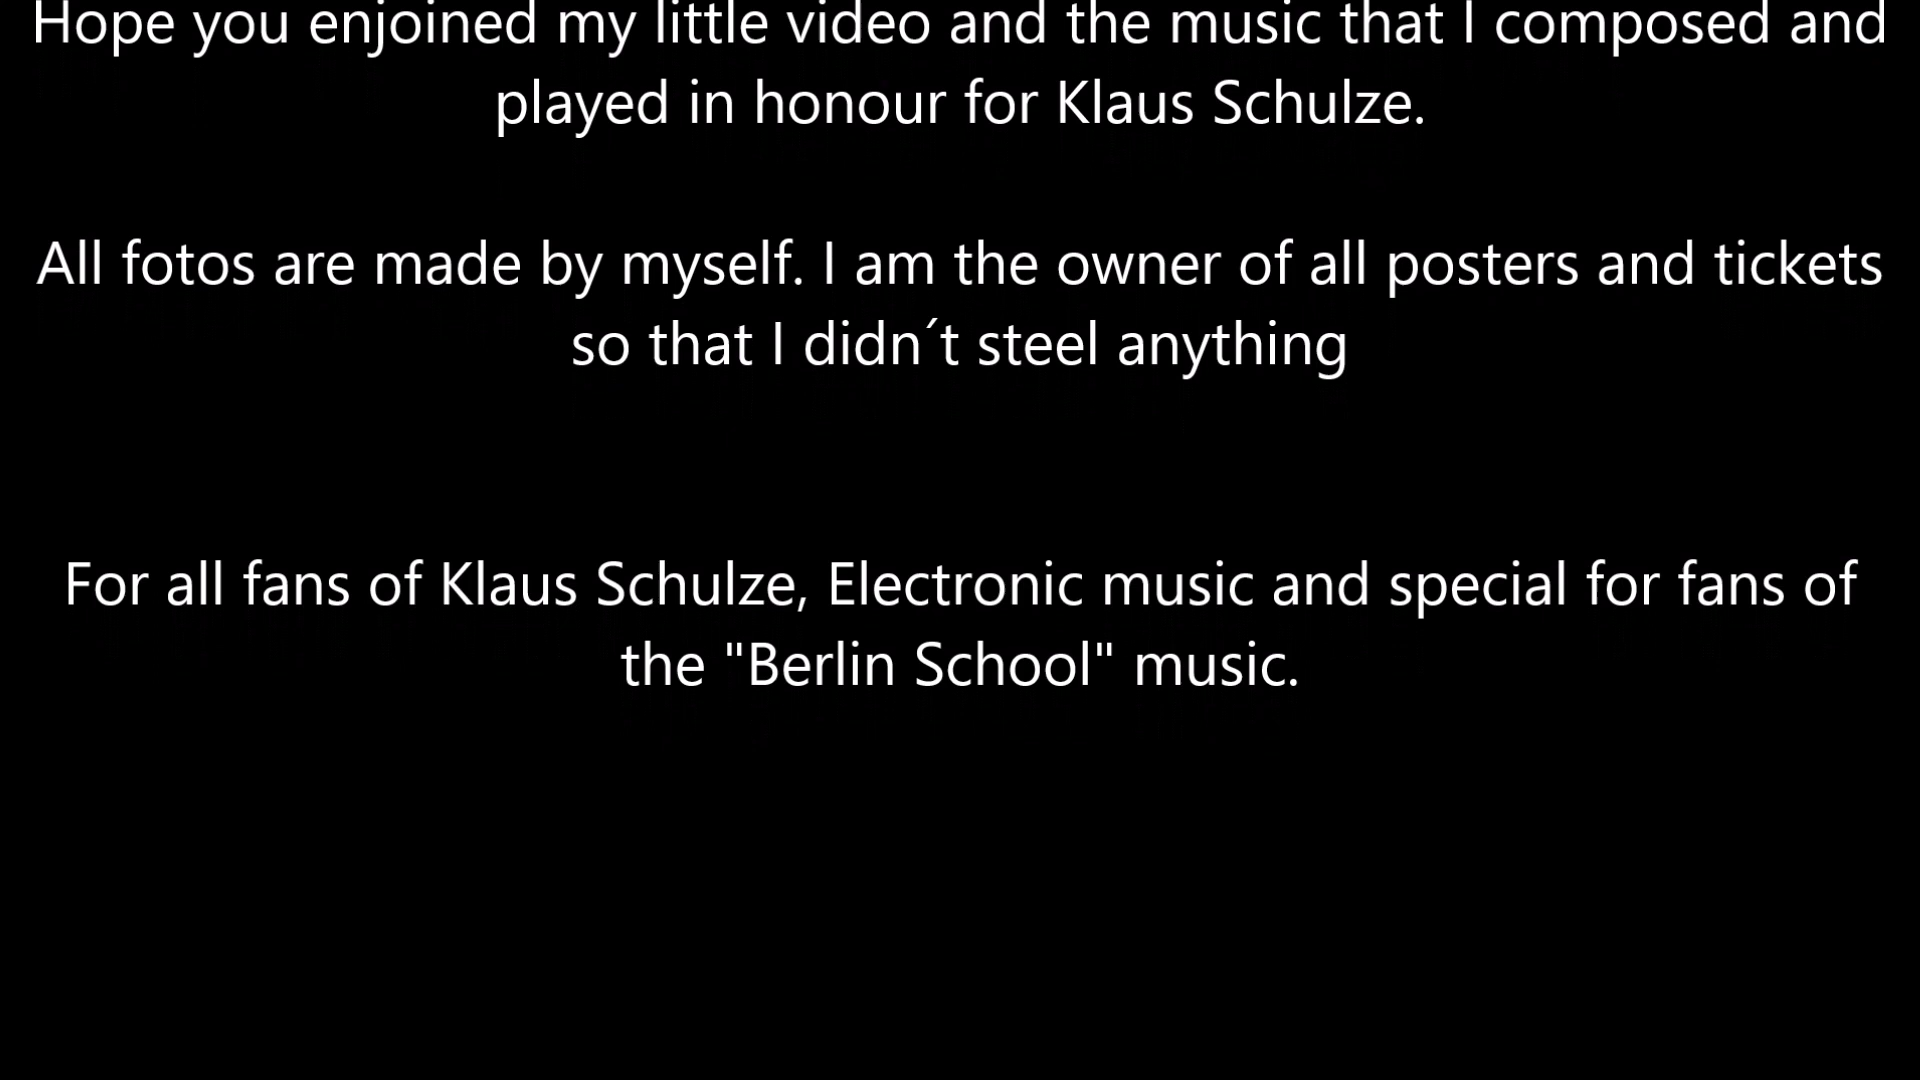 Hope you enjoined my little video and the music that I composed and
played in honour for Klaus Schulze.
All fotos are made by myself. I am the owner of all posters and tickets
so that I didn´t steel anything
For all fans of Klaus Schulze, Electronic music and special for fans of
the "Berlin School" music.